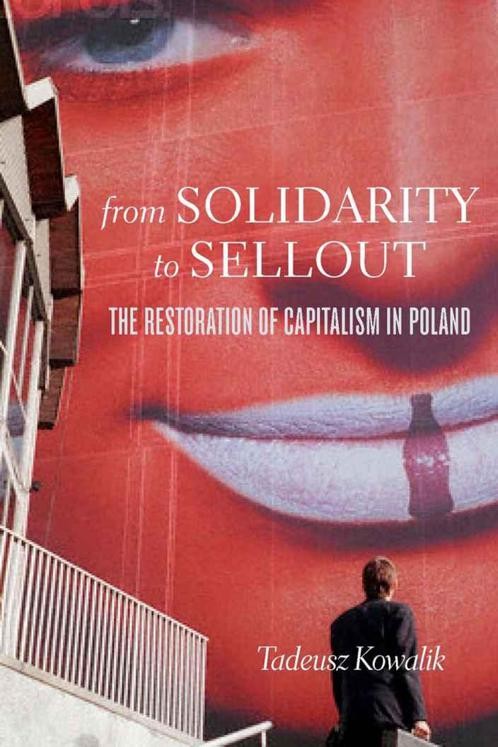 from SOLIDARITY
to SELLOUT
THE RESTORATION OF CAPITALISM IN POLAND
Tadeusz Kowalik